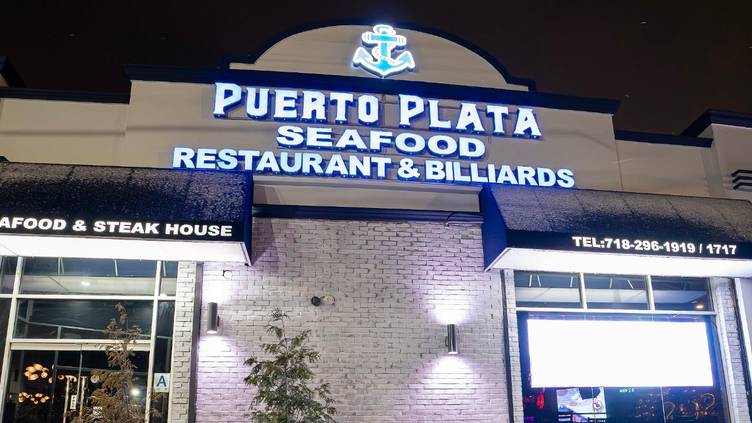 PUERTO PLATA
SEAFOOD
RESTAURANT & BILLIARDS
AFOOD & STEAK HOUSE
TEL:718-296-1919 / 1717
A